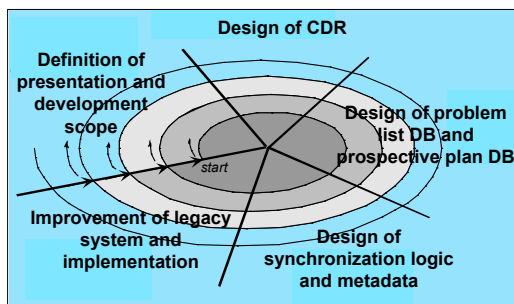 Design of CDR
Definition of
presentation and
development
scope
Design of problem
list DB and
prospective plan DB
start
Improvement of legacy
system and
implementation
Design of
synchronization logic
and metadata